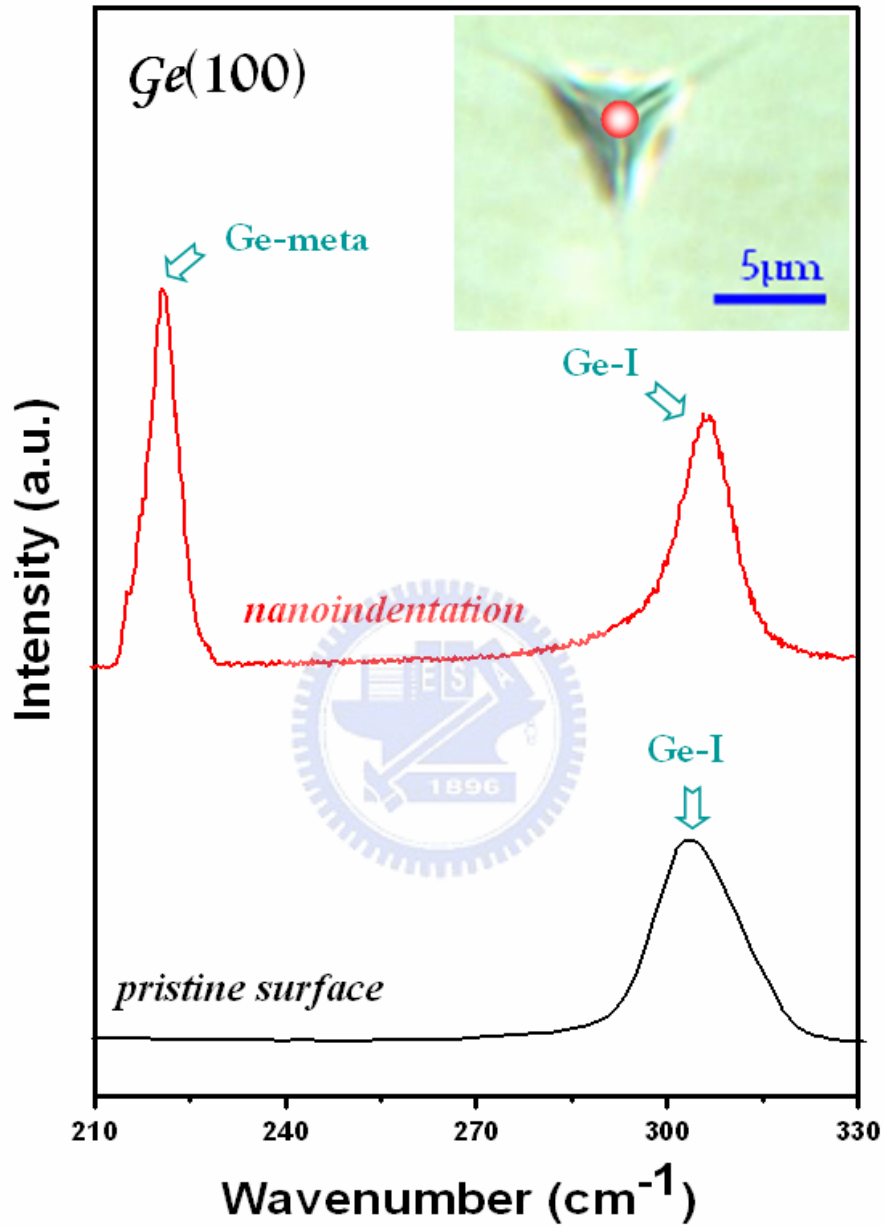 Ge(100)
5µm
Ge-meta
Ge-I
nanoindentation
ES A
1896
Ge-I
pristine surface
Intensity (a.u.)
210 240 270 300 330
Wavenumber (cm⁻¹)